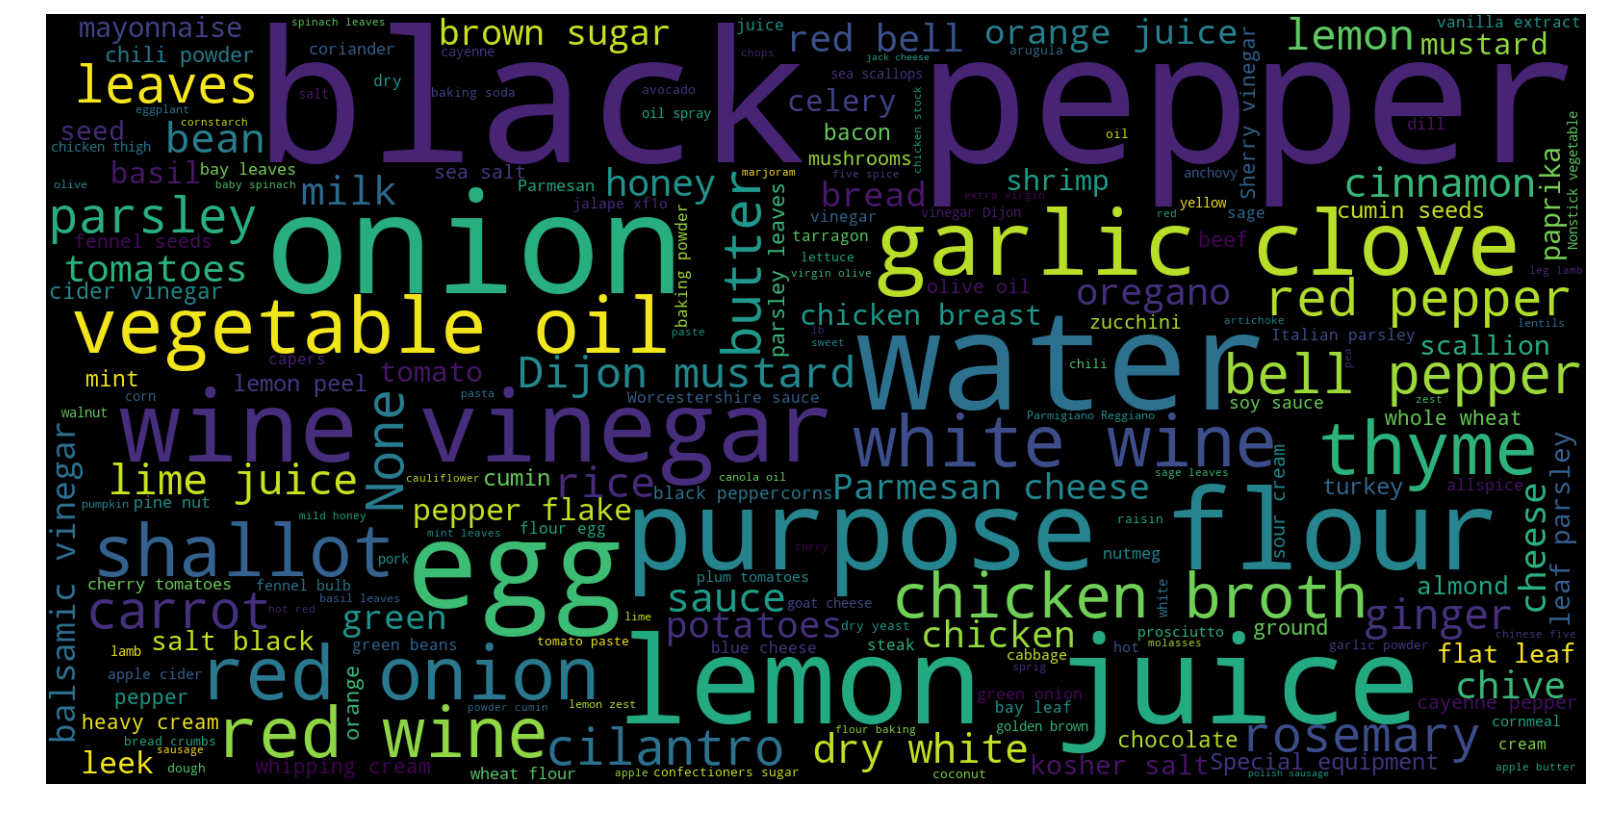 mayonnaise
spinach leaves
brown sugar
juice
red bell
orange juice
lemon
vanilla extract
mustard
chili powder
coriander
cayenne
chops
jack cheese
arugula
leaves
black pepper
dry
salt
baking soda
avocado
sea scallops
celery
chicken stock
Sherry vinegar
eggplant
cornstarch
oil spray
seed
bean
bacon
oil
dill
Nonstick vegetable
chicken thigh
mushrooms
paprika
basil
bay leaves
sea salt
marjoram
five spice
shrimp
anchovy
cinnamon
olive
baby spinach
milk
Parmesan
honey
butter
parsley leaves
bread
extra virgin
yellow
parsley
onion
jalape xf1o
baking powder
vinegar
vinegar Dijon
red
sage
cumin seeds
fennel seeds
tarragon
garlic clove
beef
tomatoes
lettuce
virgin olive
leg lamb
cider vinegar
olive oil
oregano
red pepper
vegetable oil
paste
chicken breast
zucchini
artichoke
Italian parsley
lentils
lb
sweet
water
scallion
capers
chili
pea
mint
lemon peel
tomato
Dijon mustard
bell pepper
corn
pasta
Worcestershire sauce
soy sauce
zest
walnut
wine vinegar
None
Parmigiano Reggiano
whole wheat
balsamic vinegar
white wine
thyme
leaf parsley
lime juice
cauliflower
cumin
rice
canola oil
sage leaves
sour cream
turkey
allspice
pumpkin
pine nut
black peppercorns
Parmesan cheese
cheese
mild honey
pepper flake
flour egg
purpose flour
raisin
shallot
mint leaves
egg
curry
nutmeg
pork
cherry tomatoes
fennel bulb
plum tomatoes
white
almond
carrot
hot red
basil leaves
sauce
goat cheese
chicken broth
ginger
green
lime
potatoes
dry yeast
chicken
prosciutto
ground
chinese five
salt black
green beans
tomato paste
blue cheese
steak
cabbage
hot
molasses
garlic powder
lamb
flat leaf
sprig
apple cider
red onion
lemon juice
pepper
orange
green onion
chive
powder cumin
lemon zest
bay leaf
cayenne pepper
heavy cream
red wine
golden brown
cornmeal
bread crumbs
flour baking
chocolate
rosemary
cream
sausage
cilantro
dry white
leek
dough
whipping cream
wheat flour
apple
confectioners sugar
coconut
kosher salt
Special equipment
polish sausage
apple butter